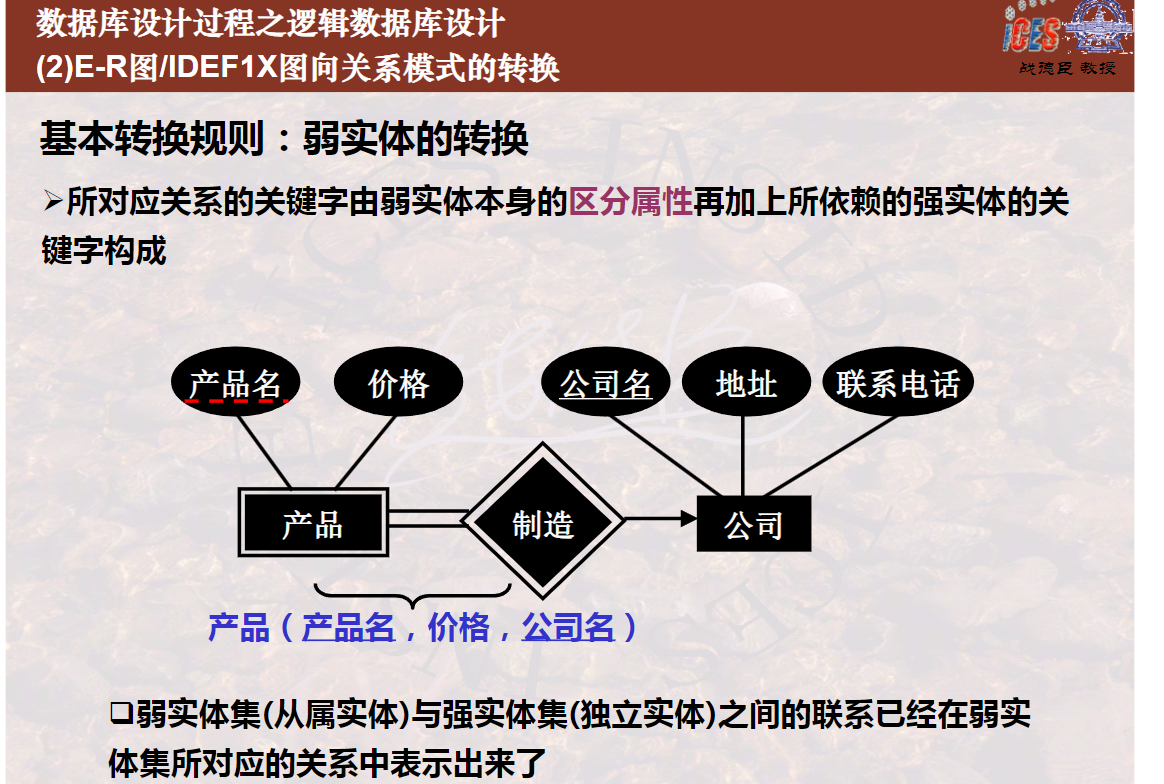 数据库设计过程之逻辑数据库设计
(2)E-R图/IDEF1X图向关系模式的转换
ICES
战德臣 教授
基本转换规则：弱实体的转换
➢所对应关系的关键字由弱实体本身的区分属性再加上所依赖的强实体的关
键字构成
产品名 价格 公司名 地址 联系电话
产品 制造 公司
产品（产品名，价格，公司名）
❑弱实体集(从属实体)与强实体集(独立实体)之间的联系已经在弱实
体集所对应的关系中表示出来了